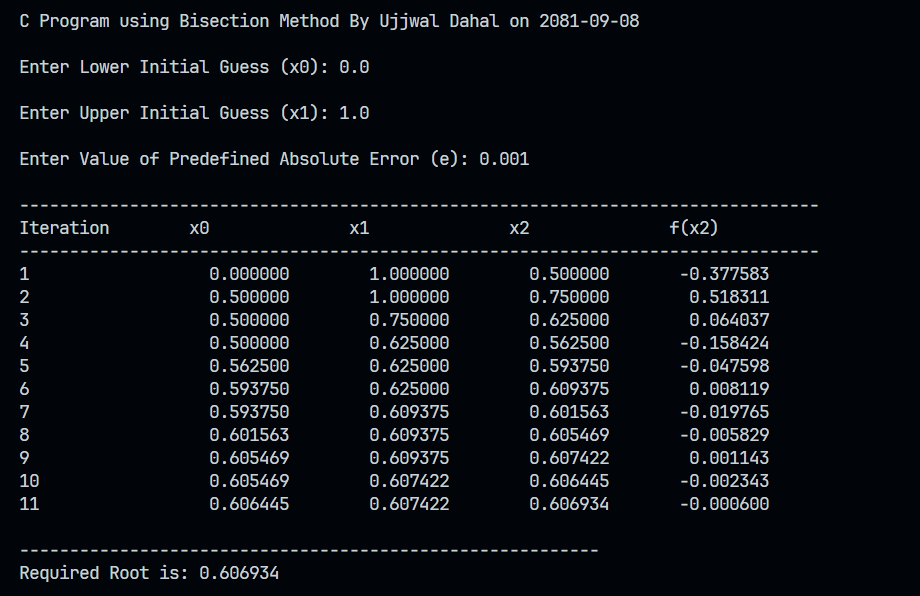 C Program using Bisection Method By Ujjwal Dahal on 2081-09-08
Enter Lower Initial Guess (x0): 0.0
Enter Upper Initial Guess (x1): 1.0
Enter Value of Predefined Absolute Error (e): 0.001
--------------------------------------------------------------------------------
Iteration        x0              x1              x2              f(x2)
--------------------------------------------------------------------------------
1                  0.000000        1.000000        0.500000       -0.377583
2                  0.500000        1.000000        0.750000        0.518311
3                  0.500000        0.750000        0.625000        0.064037
4                  0.500000        0.625000        0.562500       -0.158424
5                  0.562500        0.625000        0.593750       -0.047598
6                  0.593750        0.625000        0.609375        0.008119
7                  0.593750        0.609375        0.601563       -0.019765
8                  0.601563        0.609375        0.605469       -0.005829
9                  0.605469        0.609375        0.607422        0.001143
10                 0.605469        0.607422        0.606445       -0.002343
11                 0.606445        0.607422        0.606934       -0.000600
----------------------------------------------------------
Required Root is: 0.606934